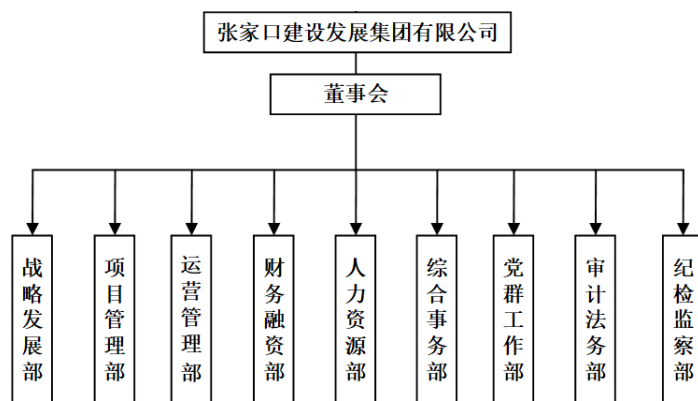 张家口建设发展集团有限公司
董事会
战略发展部
项目管理部
运营管理部
财务融资部
人力资源部
综合事务部
党群工作部
审计法务部
纪检监察部